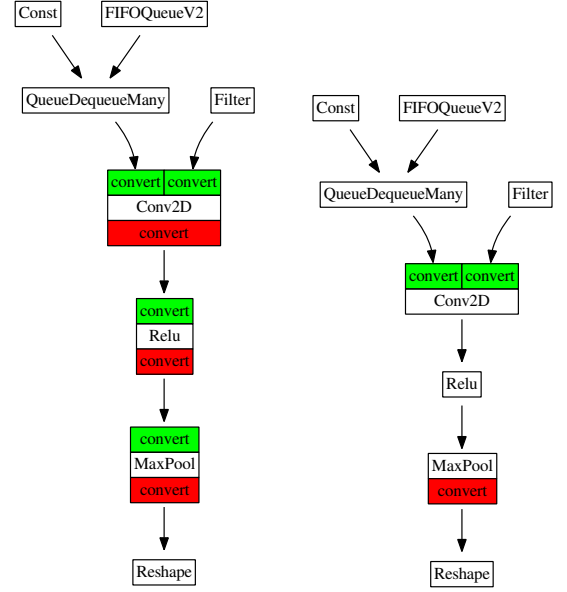 Const
FIFOQueueV2
QueueDequeueMany
Filter
convert
convert
Conv2D
convert
convert
Relu
convert
convert
MaxPool
convert
Reshape
Const
FIFOQueueV2
QueueDequeueMany
Filter
convert
convert
Conv2D
Relu
MaxPool
convert
Reshape